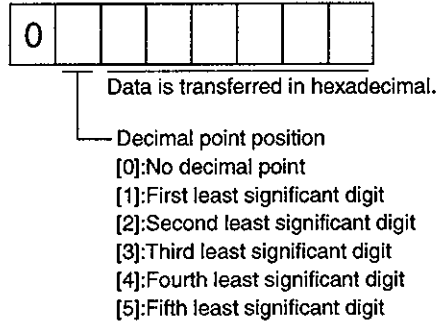 0
Data is transferred in hexadecimal.
Decimal point position
[0]:No decimal point
[1]:First least significant digit
[2]:Second least significant digit
[3]:Third least significant digit
[4]:Fourth least significant digit
[5]:Fifth least significant digit